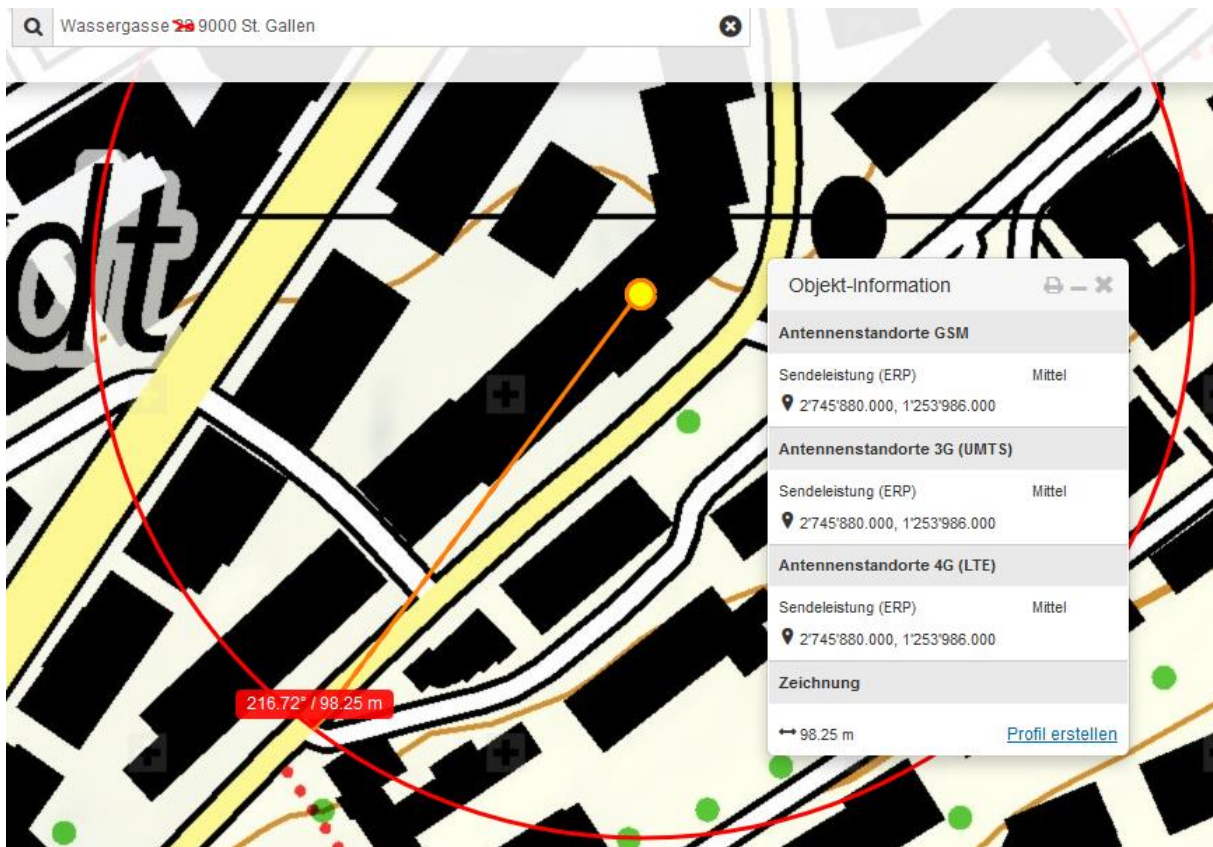 Wassergasse 9000 St. Gallen
dt
216.72° / 98.25 m
Objekt-Information
Antennenstandorte GSM
Sendeleistung (ERP) Mittel
2'745'880.000, 1'253'986.000
Antennenstandorte 3G (UMTS)
Sendeleistung (ERP) Mittel
2'745'880.000, 1'253'986.000
Antennenstandorte 4G (LTE)
Sendeleistung (ERP) Mittel
2'745'880.000, 1'253'986.000
Zeichnung
98.25 m Profil erstellen